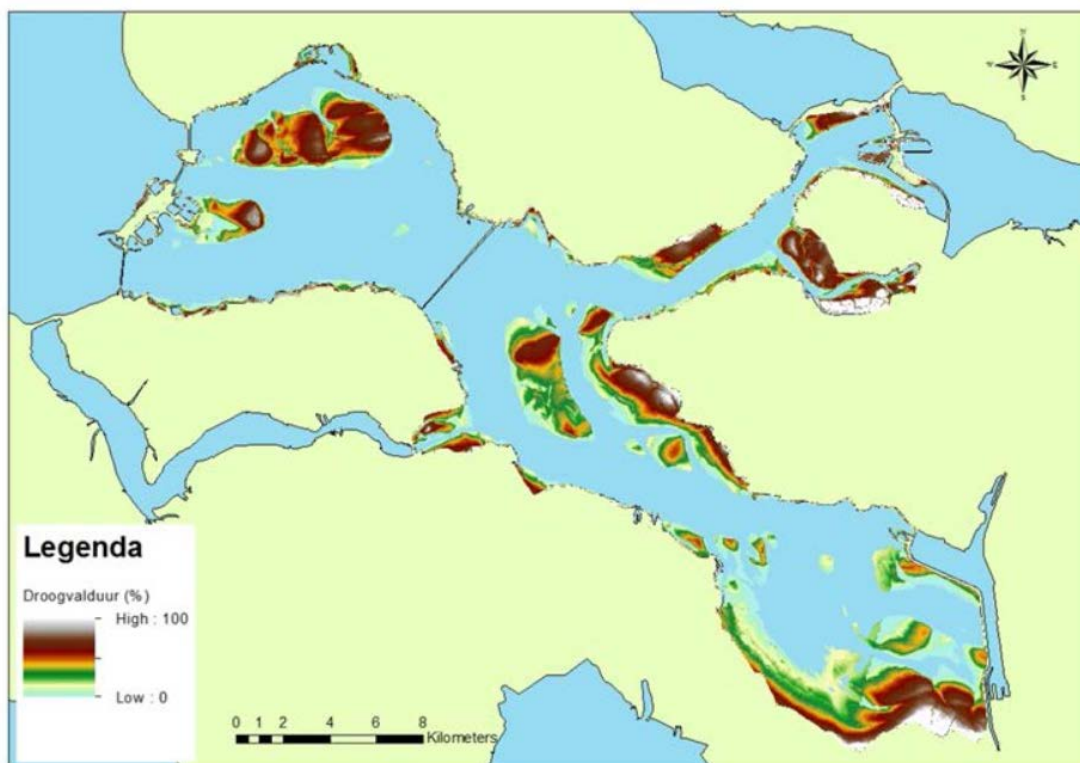 N
W E
S
Legenda
Droogvalduur (%)
High : 100
Low : 0
0 1 2 4 6 8
Kilometers